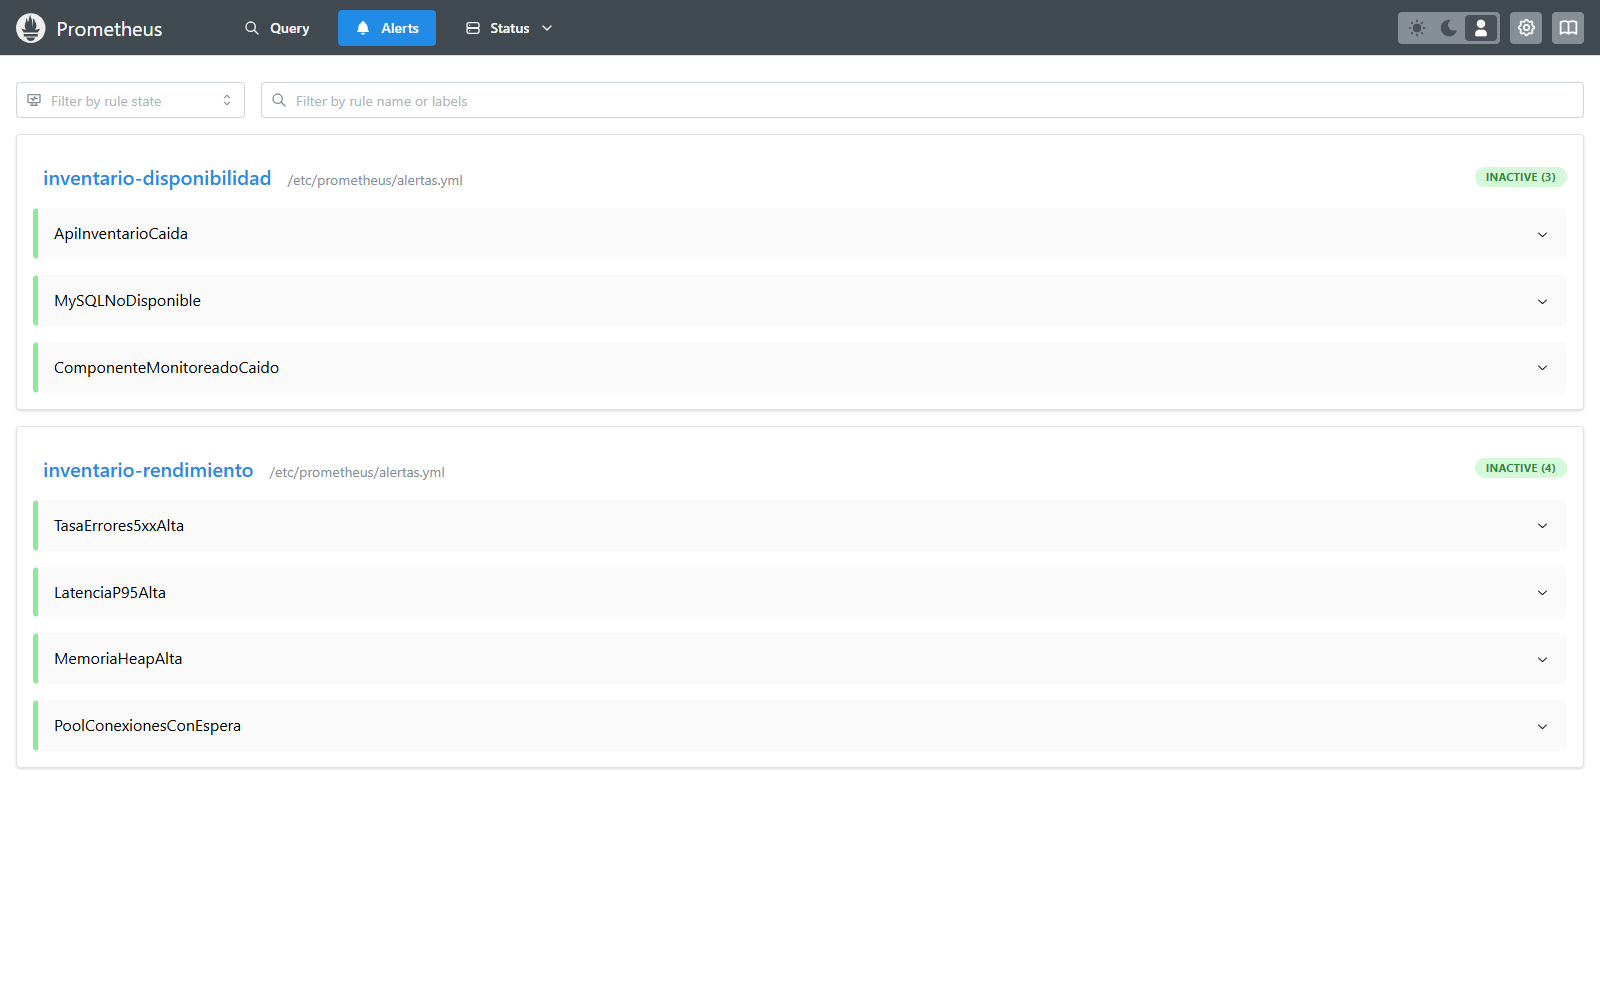 Prometheus
Query
Alerts
Status
Filter by rule state
Filter by rule name or labels
inventario-disponibilidad /etc/prometheus/alertas.yml INACTIVE (3)
ApiInventarioCaida
MySQLNoDisponible
ComponenteMonitoreadoCaido
inventario-rendimiento /etc/prometheus/alertas.yml INACTIVE (4)
TasaErrores5xxAlta
LatenciaP95Alta
MemoriaHeapAlta
PoolConexionesConEspera